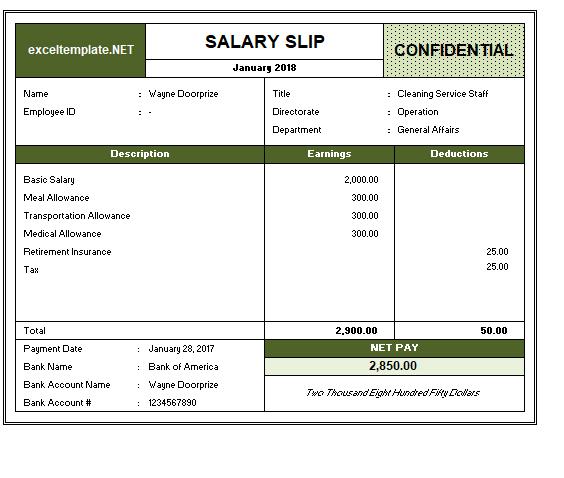 exceltemplate.NET
SALARY SLIP
CONFIDENTIAL
January 2018
Name : Wayne Doorprize Title : Cleaning Service Staff
Employee ID : - Directorate : Operation
Department : General Affairs
Description Earnings Deductions
Basic Salary 2,000.00
Meal Allowance 300.00
Transportation Allowance 300.00
Medical Allowance 300.00
Retirement Insurance 25.00
Tax 25.00
Total 2,900.00 50.00
Payment Date : January 28, 2017 NET PAY
Bank Name : Bank of America 2,850.00
Bank Account Name : Wayne Doorprize Two Thousand Eight Hundred Fifty Dollars
Bank Account # : 1234567890